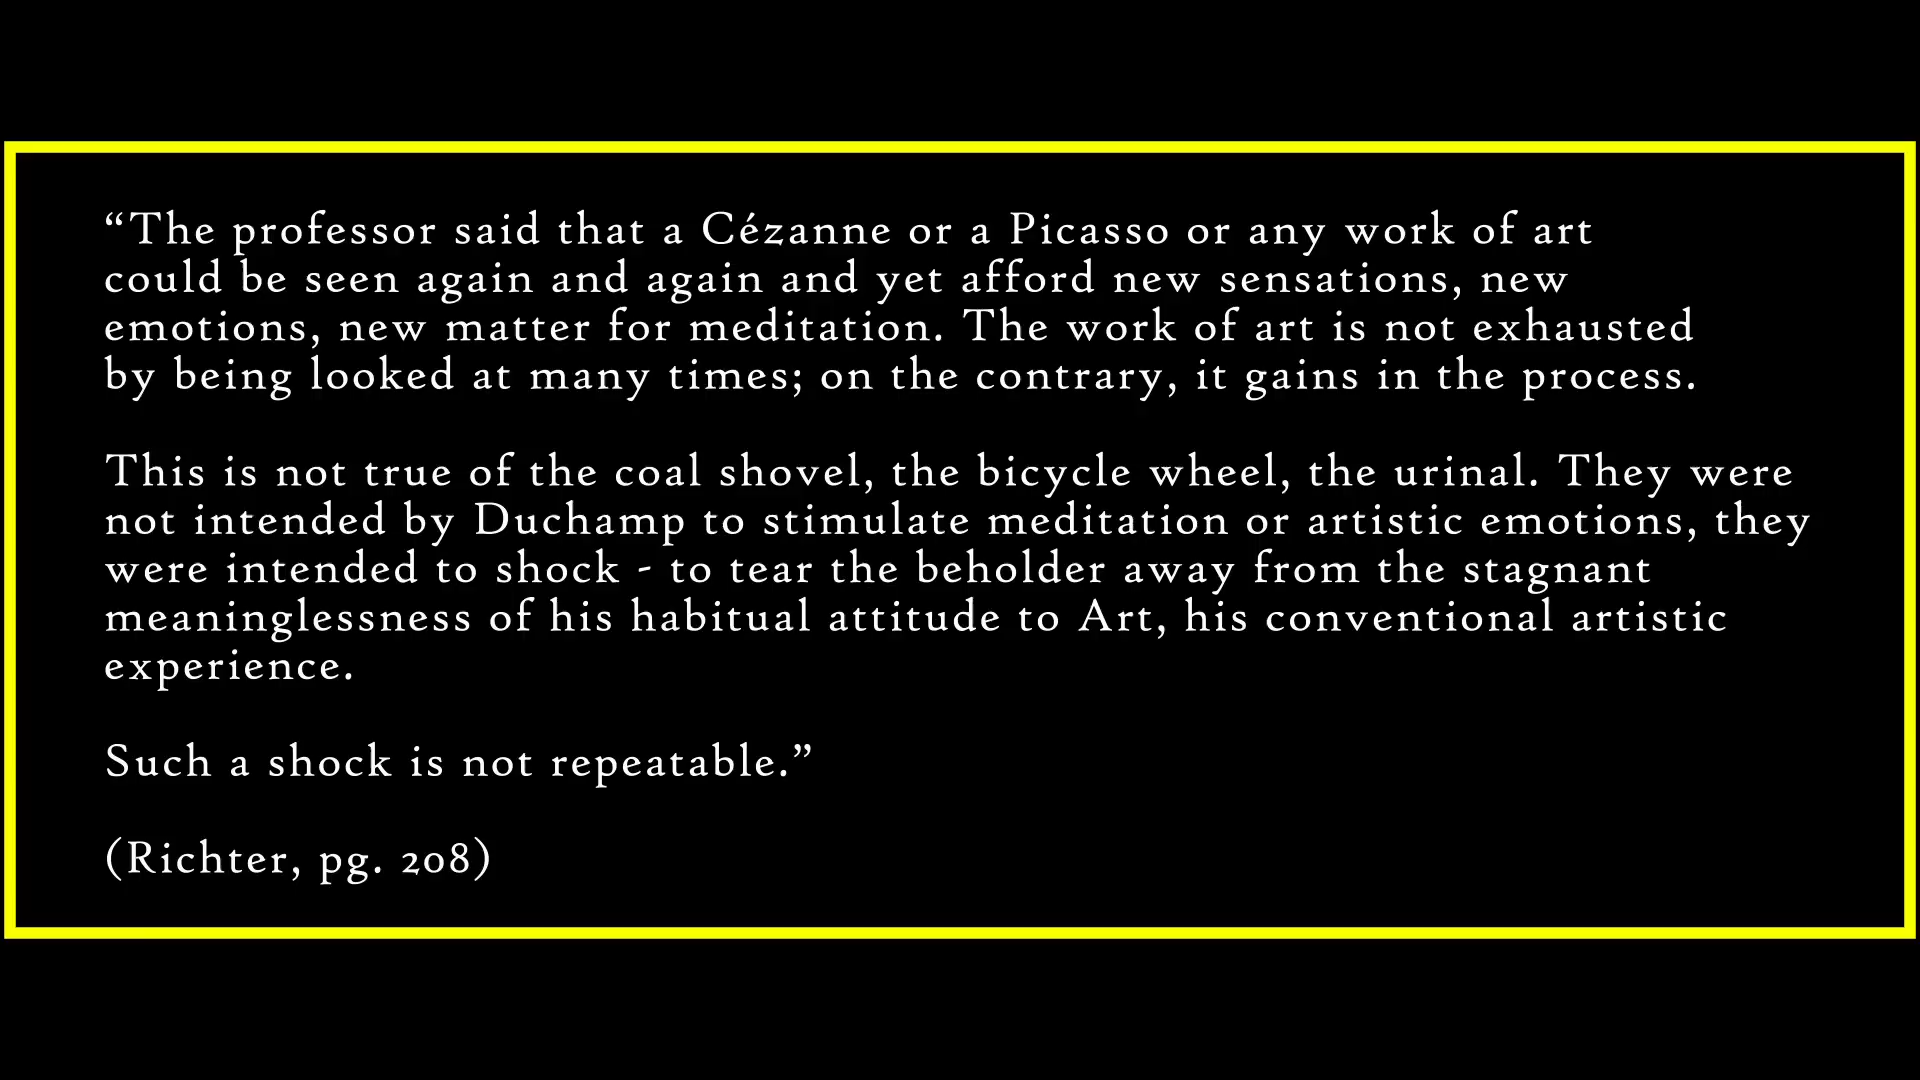 “The professor said that a Cézanne or a Picasso or any work of art
could be seen again and again and yet afford new sensations, new
emotions, new matter for meditation. The work of art is not exhausted
by being looked at many times; on the contrary, it gains in the process.
This is not true of the coal shovel, the bicycle wheel, the urinal. They were
not intended by Duchamp to stimulate meditation or artistic emotions, they
were intended to shock - to tear the beholder away from the stagnant
meaninglessness of his habitual attitude to Art, his conventional artistic
experience.
Such a shock is not repeatable.”
(Richter, pg. 208)